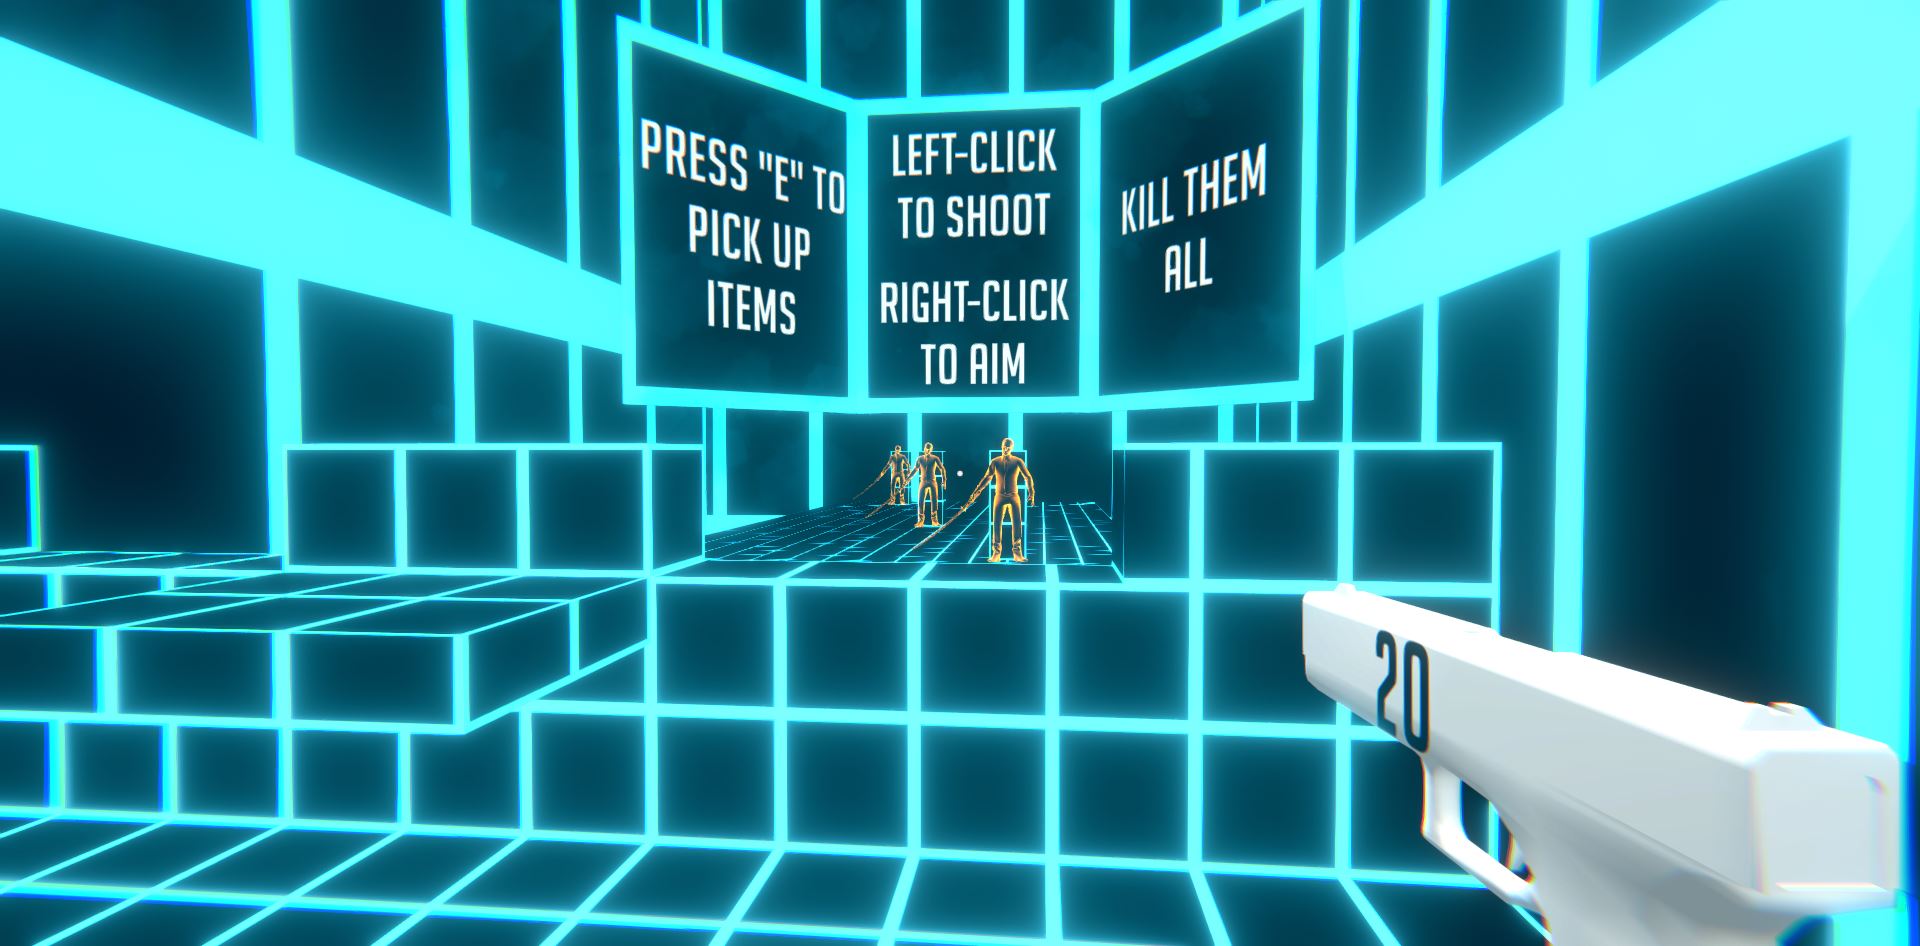 PRESS "E" TO
PICK UP
ITEMS
LEFT-CLICK
TO SHOOT
RIGHT-CLICK
TO AIM
KILL THEM
ALL
20